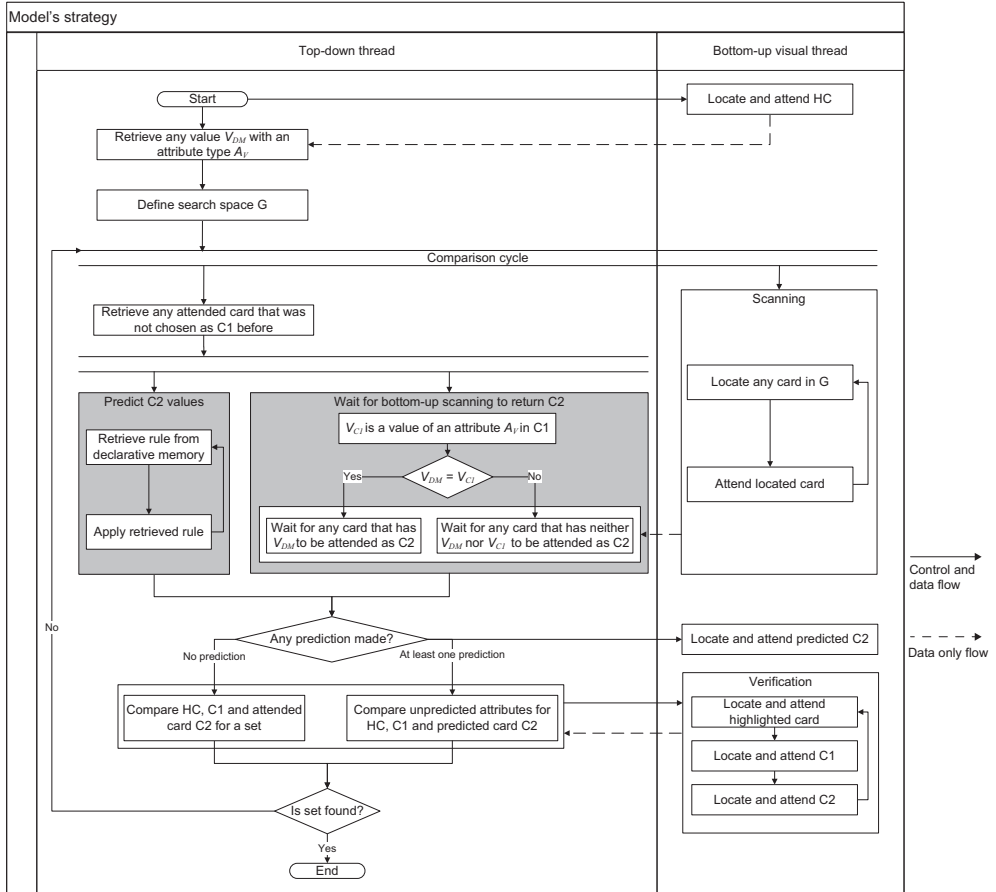 Model's strategy
Top-down thread
Bottom-up visual thread
Start
Locate and attend HC
Retrieve any value V_DM with an
attribute type A_V
Define search space G
Comparison cycle
Scanning
Retrieve any attended card that was
not chosen as C1 before
Locate any card in G
Attend located card
Predict C2 values
Retrieve rule from
declarative memory
Apply retrieved rule
Wait for bottom-up scanning to return C2
V_C1 is a value of an attribute A_V in C1
V_DM = V_C1
Yes
No
Wait for any card that has
V_DM to be attended as C2
Wait for any card that has neither
V_DM nor V_C1 to be attended as C2
Control and
data flow
No
Any prediction made?
Locate and attend predicted C2
Data only flow
No prediction
At least one prediction
Compare HC, C1 and attended
card C2 for a set
Compare unpredicted attributes for
HC, C1 and predicted card C2
Verification
Locate and attend
highlighted card
Locate and attend C1
Locate and attend C2
Is set found?
Yes
End